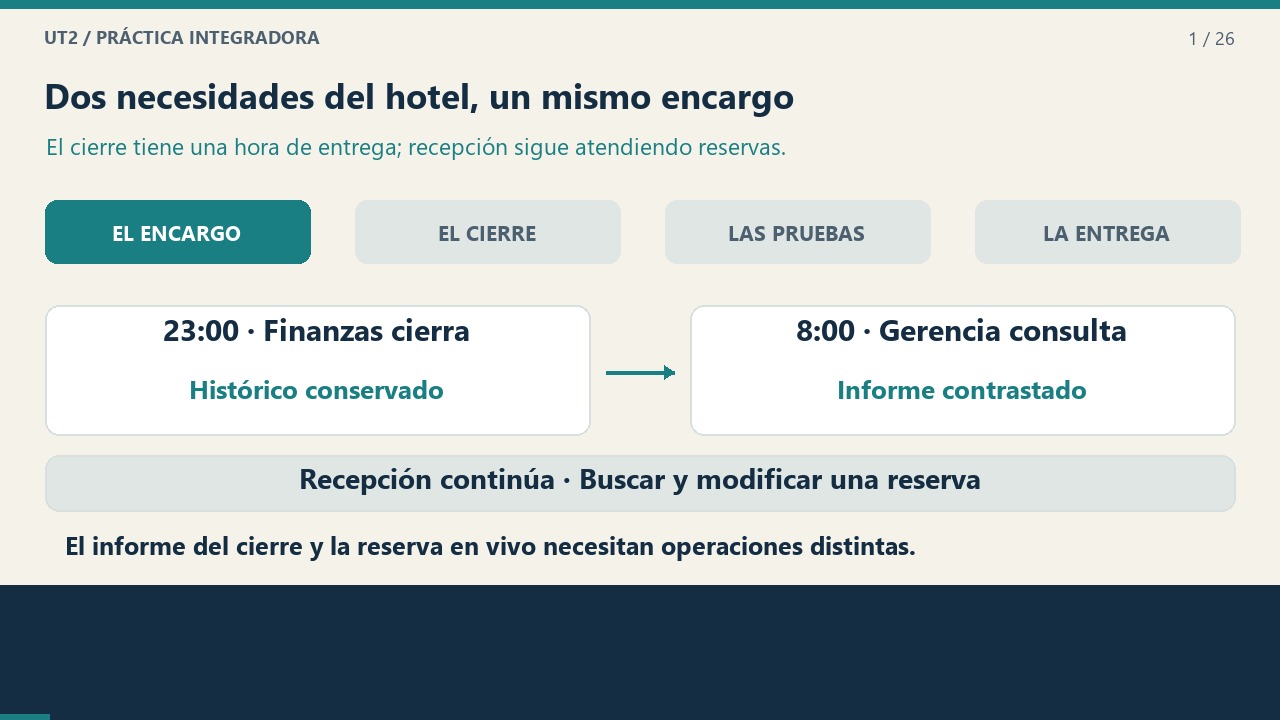 UT2 / PRÁCTICA INTEGRADORA
1 / 26
Dos necesidades del hotel, un mismo encargo
El cierre tiene una hora de entrega; recepción sigue atendiendo reservas.
EL ENCARGO
EL CIERRE
LAS PRUEBAS
LA ENTREGA
23:00 · Finanzas cierra
Histórico conservado
8:00 · Gerencia consulta
Informe contrastado
Recepción continúa · Buscar y modificar una reserva
El informe del cierre y la reserva en vivo necesitan operaciones distintas.